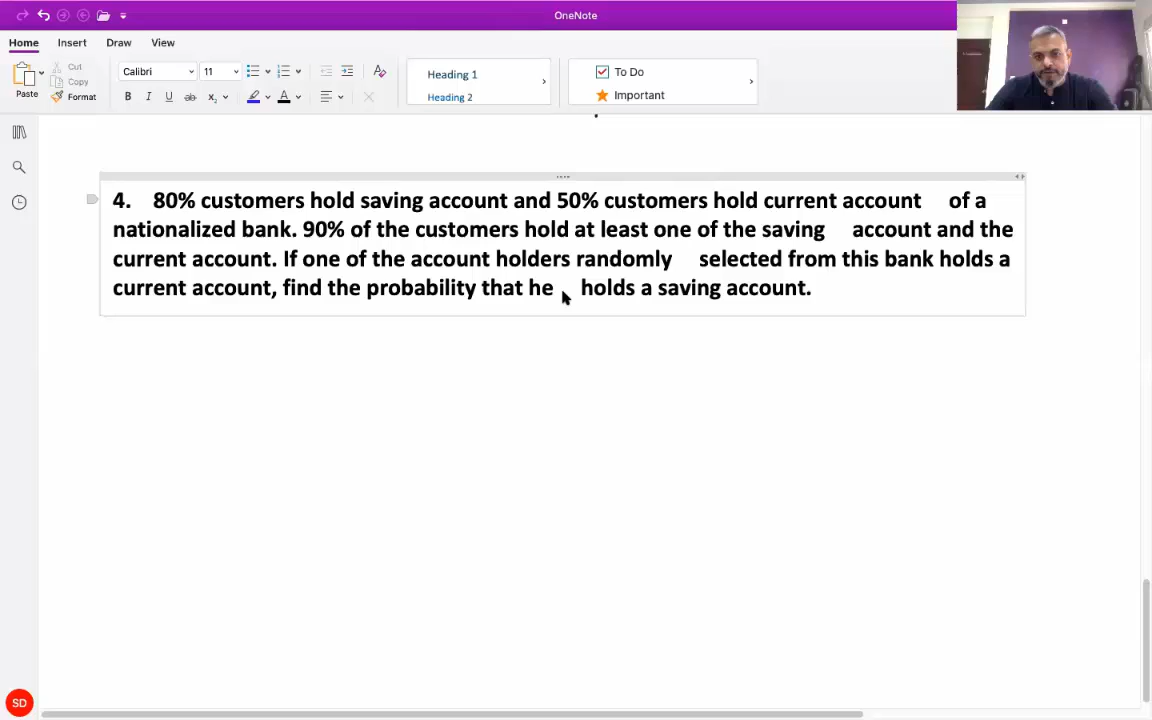 OneNote
Home Insert Draw View
Paste
Cut
Copy
Format
Calibri 11
B I U ab x₂ A
Heading 1
Heading 2
To Do
Important
4. 80% customers hold saving account and 50% customers hold current account of a
nationalized bank. 90% of the customers hold at least one of the saving account and the
current account. If one of the account holders randomly selected from this bank holds a
current account, find the probability that he holds a saving account.
SD